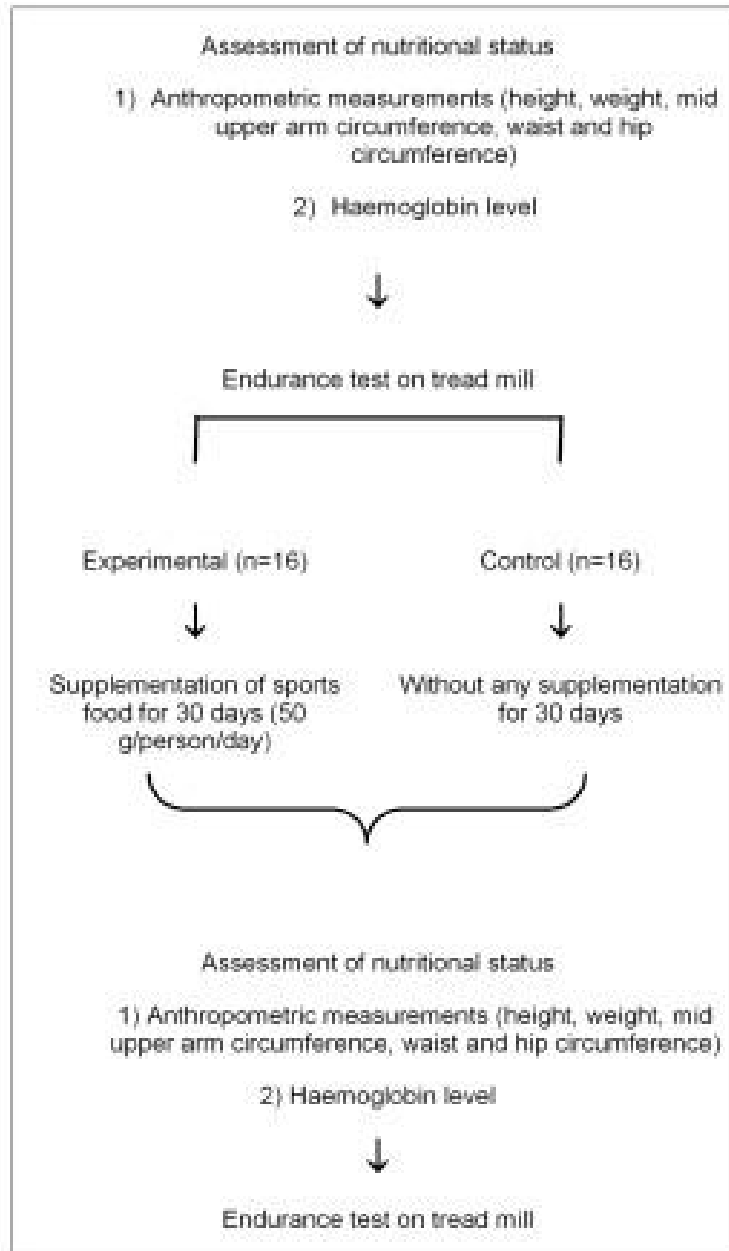 Assessment of nutritional status
1) Anthropometric measurements (height, weight, mid
upper arm circumference, waist and hip
circumference)
2) Haemoglobin level
Endurance test on tread mill
Experimental (n=16)
Control (n=16)
Supplementation of sports
food for 30 days (50
g/person/day)
Without any supplementation
for 30 days
Assessment of nutritional status
1) Anthropometric measurements (height, weight, mid
upper arm circumference, waist and hip circumference)
2) Haemoglobin level
Endurance test on tread mill